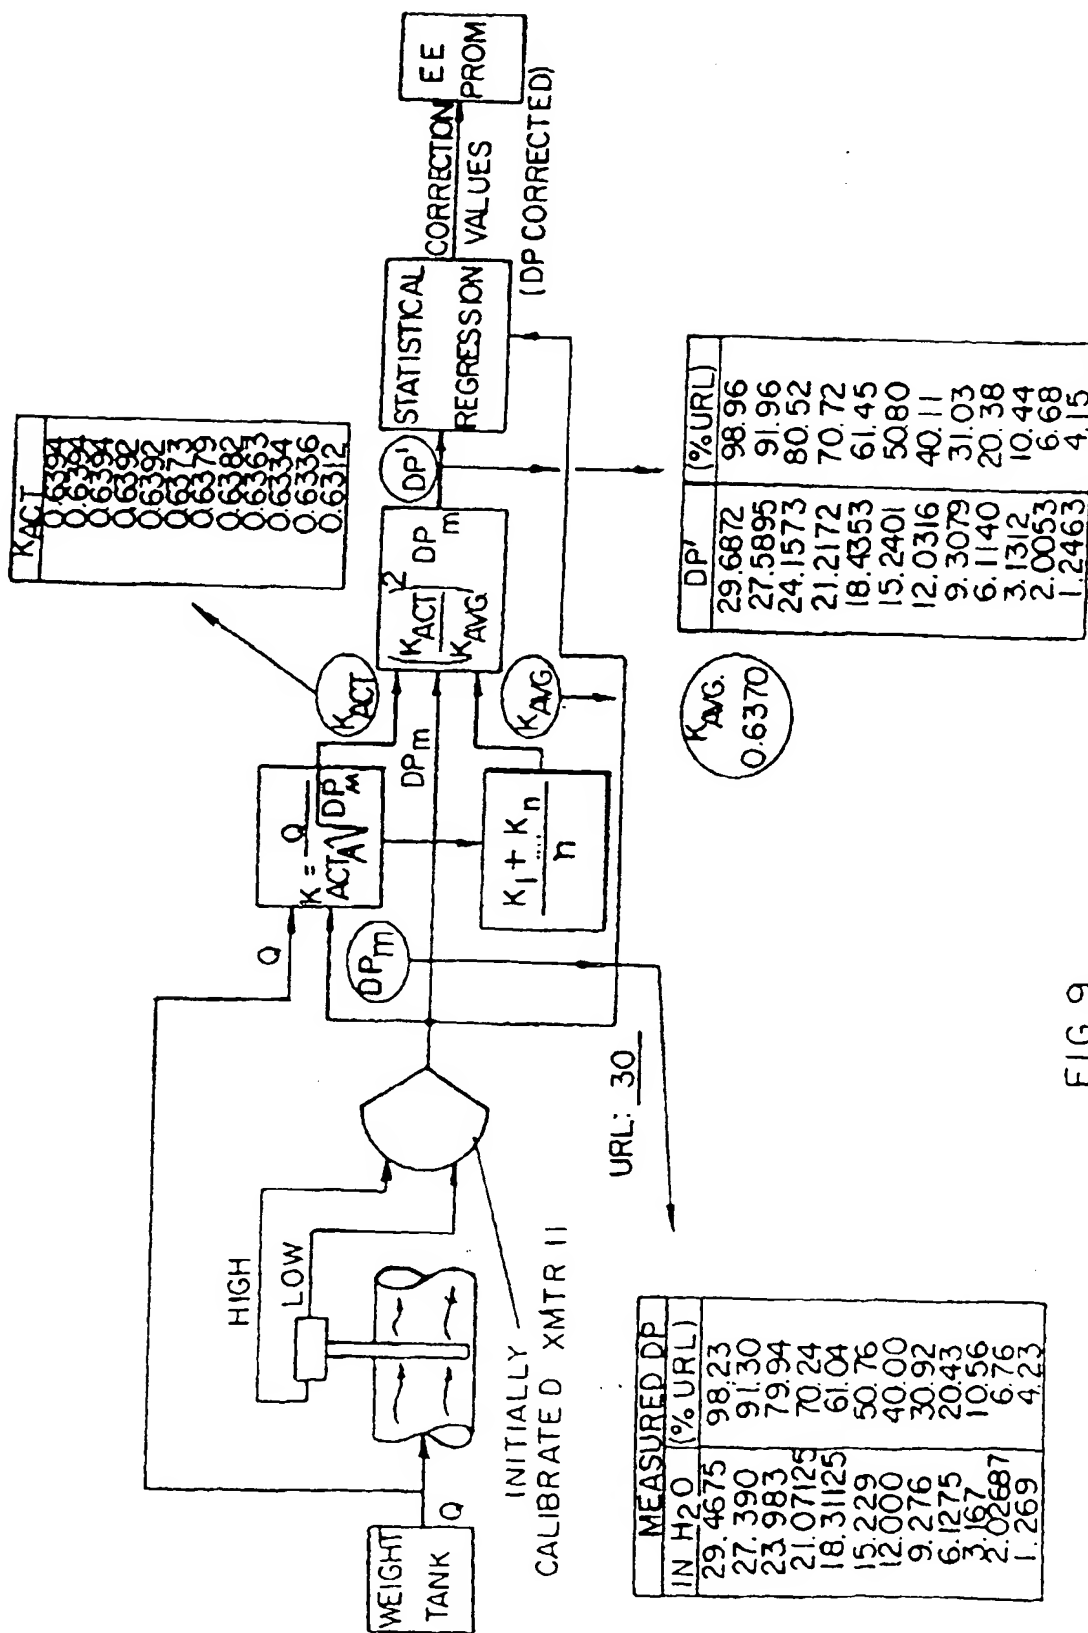 WEIGHT
TANK
Q
HIGH
LOW
INITIALLY
CALIBRATED XMTR 11
Q
K = Q
ACT A√DPM
DPm
DPm
K1 + Kn
.....
n
KACT
KAVG.
(KACT)2 DPm
(KAVG)
DP'
STATISTICAL
REGRESSION
CORRECTION
VALUES
(DP CORRECTED)
EE
PROM
KACT
0.6394
0.6394
0.6394
0.6392
0.6392
0.6373
0.6379
0.6382
0.6363
0.6334
0.6336
0.6312
URL: 30
MEASURED DP
IN H2O (% URL)
29.4675 98.23
27.390 91.30
23.983 79.94
21.07125 70.24
18.31125 61.04
15.229 50.76
12.000 40.00
9.276 30.92
6.1275 20.43
3.167 10.56
2.02687 6.76
1.269 4.23
KAVG.
0.6370
DP' (%URL)
29.6872 98.96
27.5895 91.96
24.1573 80.52
21.2172 70.72
18.4353 61.45
15.2401 50.80
12.0316 40.11
9.3079 31.03
6.1140 20.38
3.1312 10.44
2.0053 6.68
1.2463 4.15
FIG 9